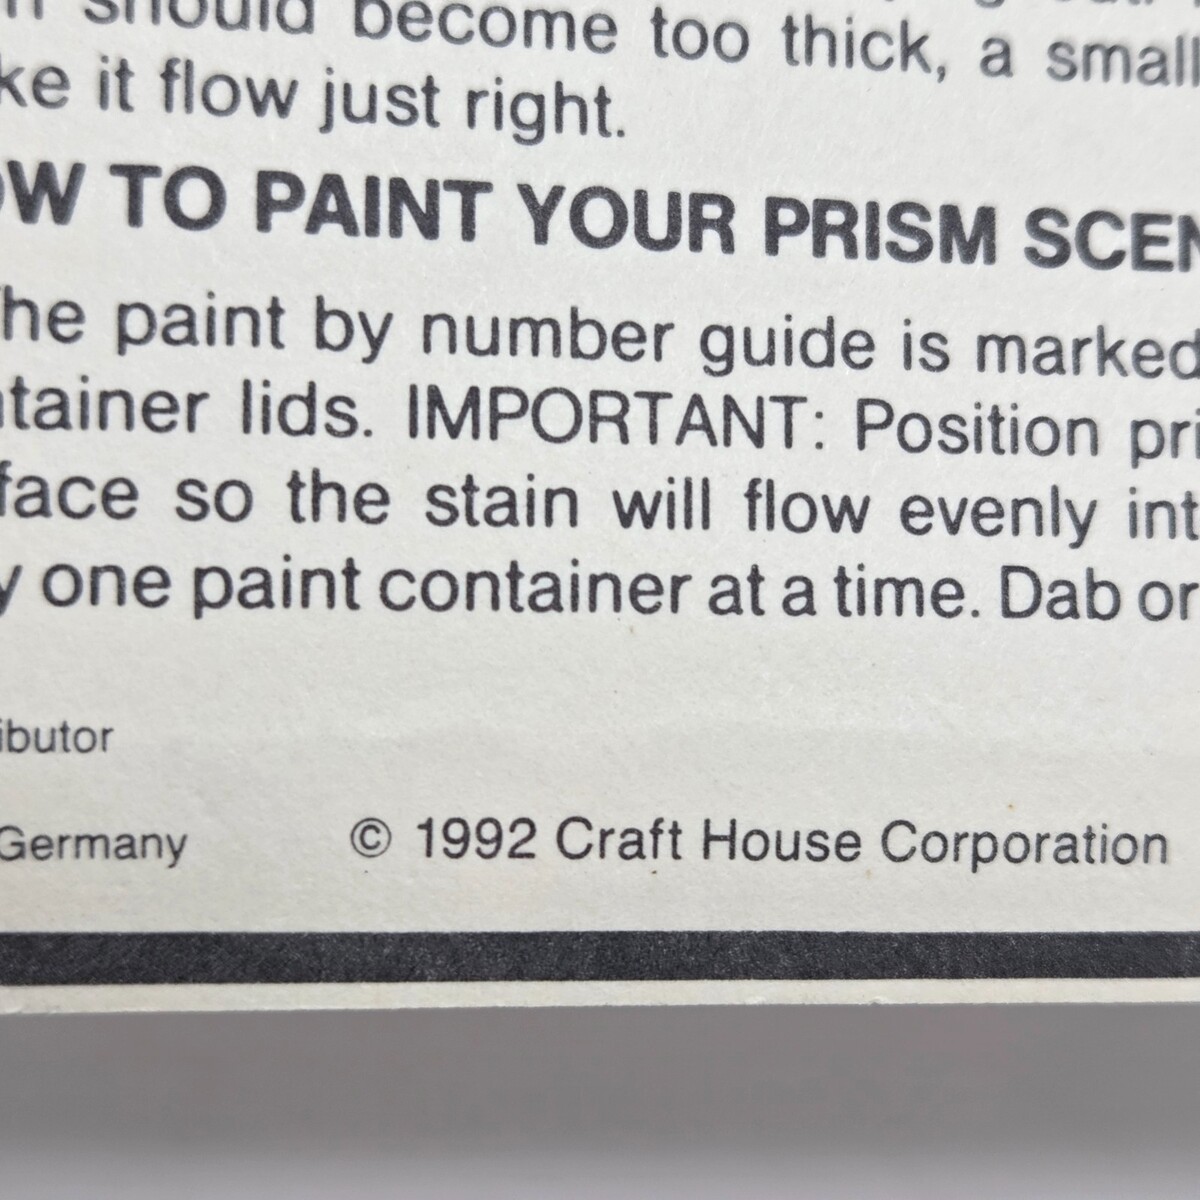 should become too thick, a small
ke it flow just right.
OW TO PAINT YOUR PRISM SCEN
he paint by number guide is marked
tainer lids. IMPORTANT: Position pri
face so the stain will flow evenly int
y one paint container at a time. Dab or
ibutor
Germany © 1992 Craft House Corporation